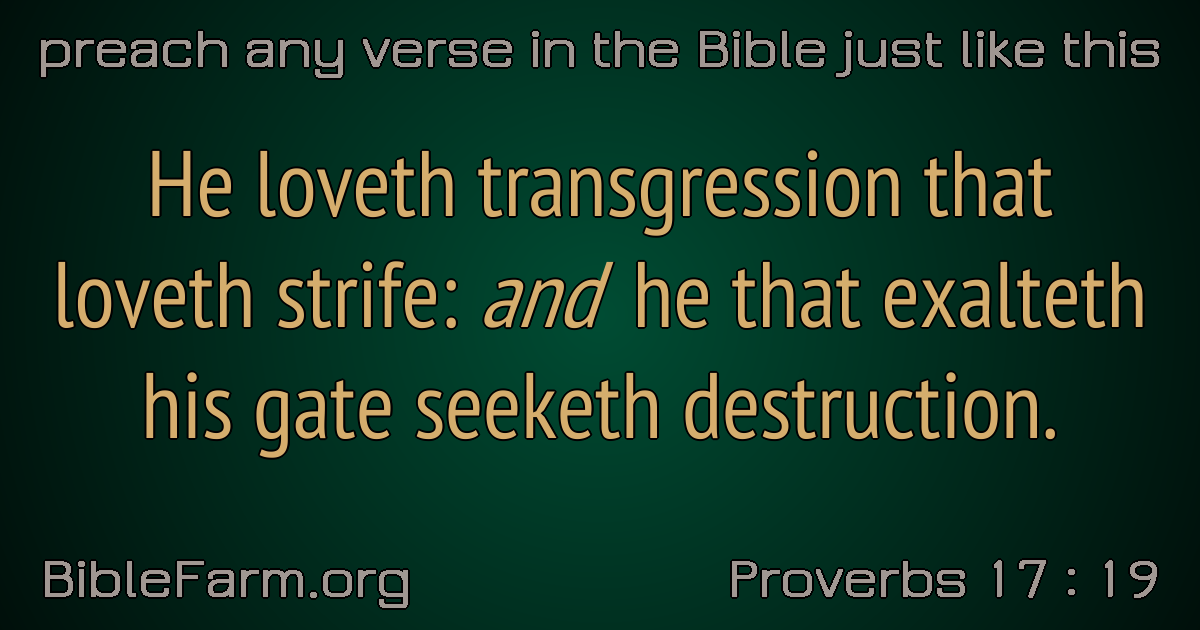 preach any verse in the Bible just like this
He loveth transgression that
loveth strife: and he that exalteth
his gate seeketh destruction.
BibleFarm.org
Proverbs 17 : 19